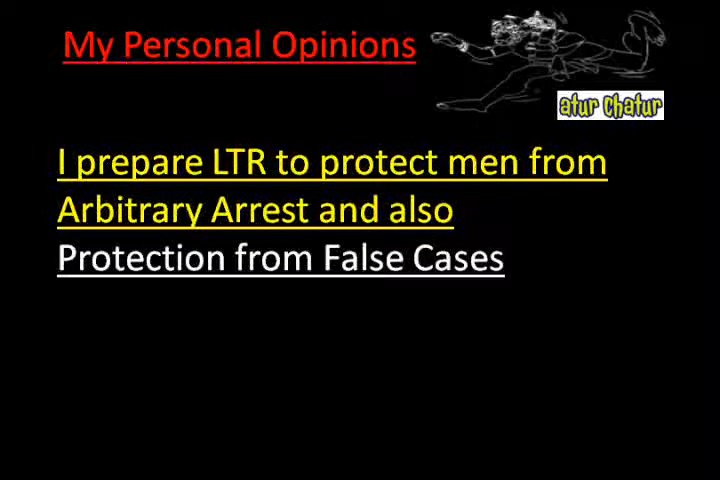 My Personal Opinions
atur chatur
I prepare LTR to protect men from
Arbitrary Arrest and also
Protection from False Cases